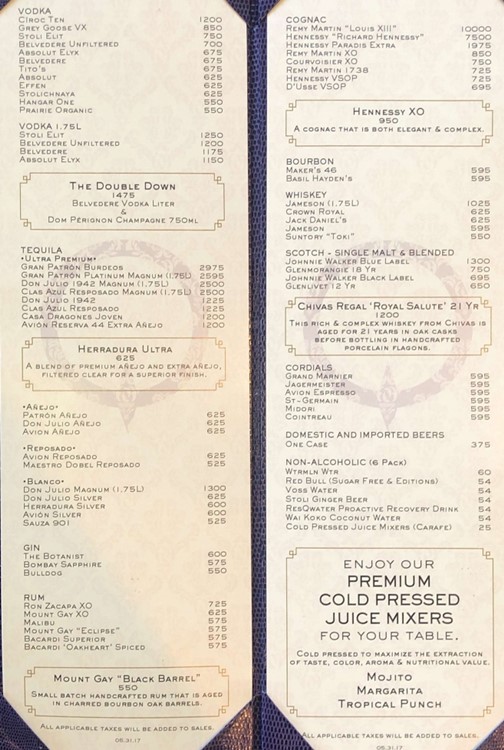 VODKA
CIROC TEN 1200
GREY GOOSE VX 850
STOLI ELIT 750
BELVEDERE UNFILTERED 700
ABSOLUT ELYX 675
BELVEDERE 675
TITO'S 675
ABSOLUT 625
EFFEN 625
STOLICHNAYA 625
HANGAR ONE 550
PRAIRIE ORGANIC 550
VODKA 1.75L
STOLI ELIT 1250
BELVEDERE UNFILTERED 1200
BELVEDERE 1175
ABSOLUT ELYX 1150
THE DOUBLE DOWN
1475
BELVEDERE VODKA LITER
&
DOM PÉRIGNON CHAMPAGNE 750ML
TEQUILA
•ULTRA PREMIUM•
GRAN PATRÓN BURDEOS 2975
GRAN PATRÓN PLATINUM MAGNUM (1.75L) 2595
DON JULIO 1942 MAGNUM (1.75L) 2500
CLAS AZUL RESPOSADO MAGNUM (1.75L) 2500
DON JULIO 1942 1225
CLAS AZUL RESPOSADO 1225
CASA DRAGONES JOVEN 1200
AVIÓN RESERVA 44 EXTRA AÑEJO 1200
HERRADURA ULTRA
625
A BLEND OF PREMIUM AÑEJO AND EXTRA AÑEJO,
FILTERED CLEAR FOR A SUPERIOR FINISH.
•AÑEJO•
PATRÓN AÑEJO 625
DON JULIO AÑEJO 625
AVION AÑEJO 625
•REPOSADO•
AVION REPOSADO 625
MAESTRO DOBEL REPOSADO 525
•BLANCO•
DON JULIO MAGNUM (1.75L) 1300
DON JULIO SILVER 625
HERRADURA SILVER 600
AVIÓN SILVER 600
SAUZA 901 525
GIN
THE BOTANIST 600
BOMBAY SAPPHIRE 575
BULLDOG 550
RUM
RON ZACAPA XO 725
MOUNT GAY XO 625
MALIBU 575
MOUNT GAY "ECLIPSE" 575
BACARDI SUPERIOR 575
BACARDI 'OAKHEART' SPICED 575
MOUNT GAY "BLACK BARREL"
550
SMALL BATCH HANDCRAFTED RUM THAT IS AGED
IN CHARRED BOURBON OAK BARRELS.
ALL APPLICABLE TAXES WILL BE ADDED TO SALES.
05.31.17
COGNAC
REMY MARTIN "LOUIS XIII" 10000
HENNESSY "RICHARD HENNESSY" 7500
HENNESSY PARADIS EXTRA 1975
REMY MARTIN XO 850
COURVOISIER XO 750
REMY MARTIN 1738 725
HENNESSY VSOP 725
D'USSE VSOP 695
HENNESSY XO
950
A COGNAC THAT IS BOTH ELEGANT & COMPLEX.
BOURBON
MAKER'S 46 595
BASIL HAYDEN'S 595
WHISKEY
JAMESON (1.75L) 1025
CROWN ROYAL 625
JACK DANIEL'S 625
JAMESON 595
SUNTORY "TOKI" 550
SCOTCH - SINGLE MALT & BLENDED
JOHNNIE WALKER BLUE LABEL 1300
GLENMORANGIE 18 YR 750
JOHNNIE WALKER BLACK LABEL 695
GLENLIVET 12 YR 650
CHIVAS REGAL 'ROYAL SALUTE' 21 YR
1200
THIS RICH & COMPLEX WHISKEY FROM CHIVAS IS
AGED FOR 21 YEARS IN OAK CASKS
BEFORE BOTTLING IN HANDCRAFTED
PORCELAIN FLAGONS.
CORDIALS
GRAND MARNIER 595
JAGERMEISTER 595
AVION ESPRESSO 595
ST-GERMAIN 595
MIDORI 595
COINTREAU 595
DOMESTIC AND IMPORTED BEERS
ONE CASE 375
NON-ALCOHOLIC (6 PACK)
WTRMLN WTR 60
RED BULL (SUGAR FREE & EDITIONS) 54
VOSS WATER 54
STOLI GINGER BEER 54
RESQWATER PROACTIVE RECOVERY DRINK 54
WAI KOKO COCONUT WATER 54
COLD PRESSED JUICE MIXERS (CARAFE) 25
ENJOY OUR
PREMIUM
COLD PRESSED
JUICE MIXERS
FOR YOUR TABLE.
COLD PRESSED TO MAXIMIZE THE EXTRACTION
OF TASTE, COLOR, AROMA & NUTRITIONAL VALUE.
MOJITO
MARGARITA
TROPICAL PUNCH
ALL APPLICABLE TAXES WILL BE ADDED TO SALES.
05.31.17